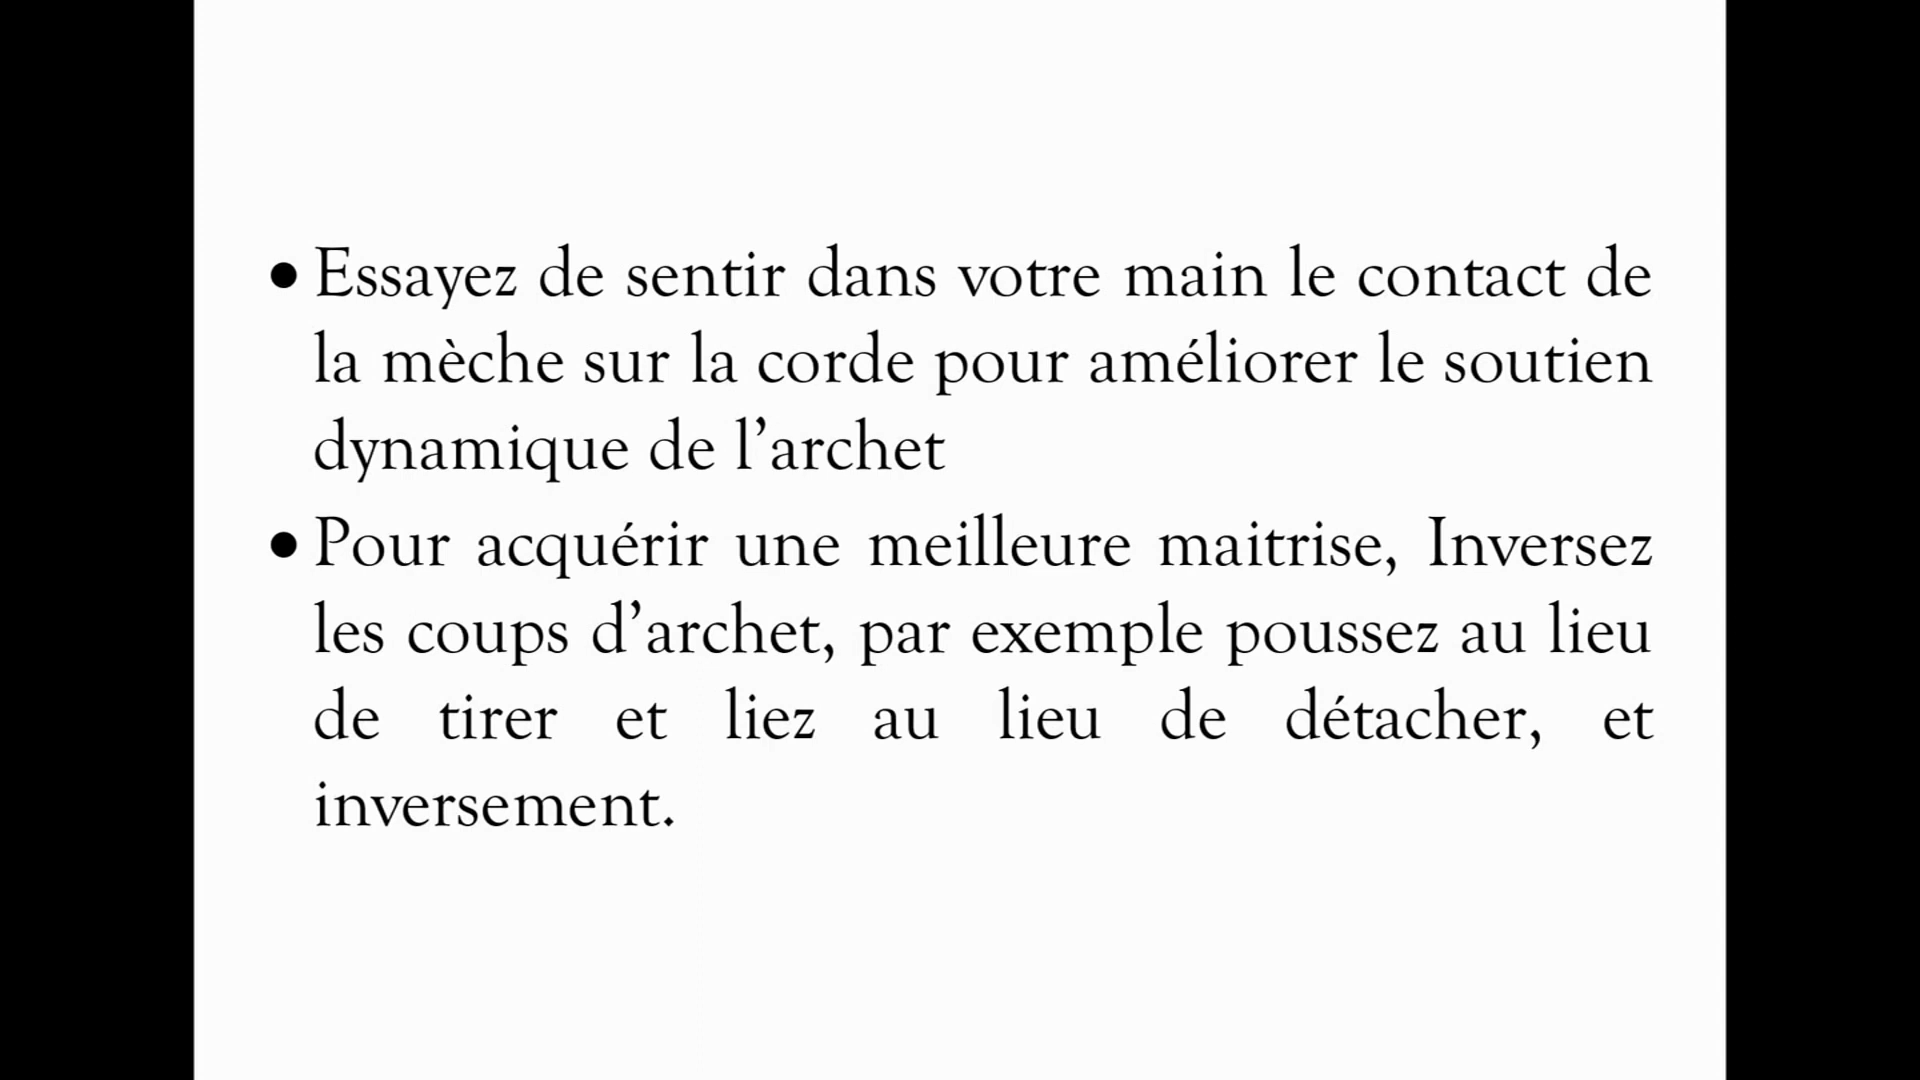 • Essayez de sentir dans votre main le contact de
la mèche sur la corde pour améliorer le soutien
dynamique de l’archet
• Pour acquérir une meilleure maitrise, Inversez
les coups d’archet, par exemple poussez au lieu
de tirer et liez au lieu de détacher, et
inversement.